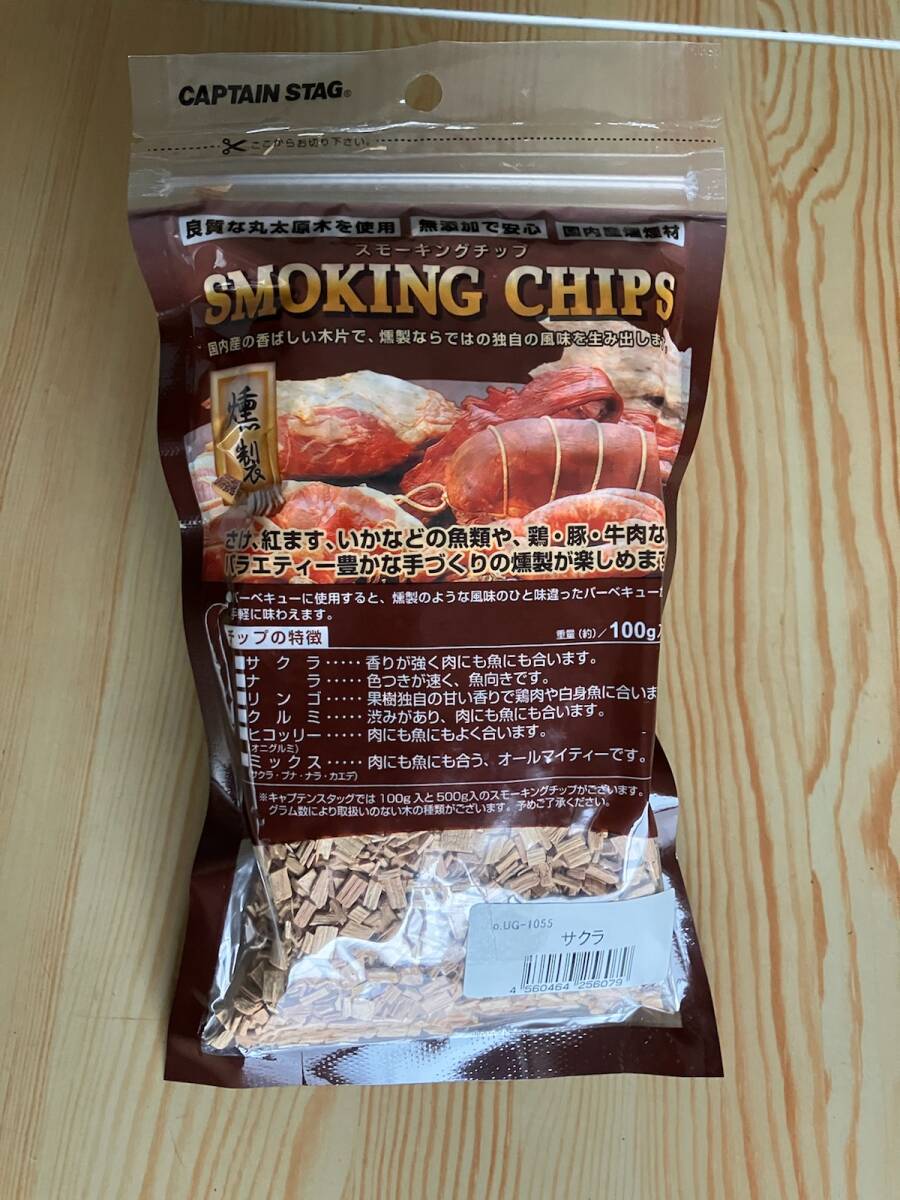 CAPTAIN STAG®
ここからお切り下さい。
良質な丸太原木を使用 無添加で安心 国内産燻煙材
スモーキングチップ
SMOKING CHIPS
国内産の香ばしい木片で、燻製ならではの独自の風味を生み出しま
燻製
さけ、紅ます、いかなどの魚類や、鶏・豚・牛肉な
バラエティー豊かな手づくりの燻製が楽しめます
●バーベキューに使用すると、燻製のような風味のひと味違ったバーベキューが
手軽に味わえます。
チップの特徴 重量(約)/100g入
サクラ・・・・・香りが強く肉にも魚にも合います。
ナラ・・・・・色つきが速く、魚向きです。
リンゴ・・・・・果樹独自の甘い香りで鶏肉や白身魚に合いま
クルミ・・・・・渋みがあり、肉にも魚にも合います。
ヒコッリー・・・・・肉にも魚にもよく合います。
(オニグルミ)
ミックス・・・・・肉にも魚にも合う、オールマイティーです。
(サクラ・ブナ・ナラ・カエデ)
※キャプテンスタッグでは100g入と500g入のスモーキングチップがございます。
グラム数により取扱いのない木の種類がございます。予めご了承ください。
o.UG-1055
サクラ
4 560464 256079